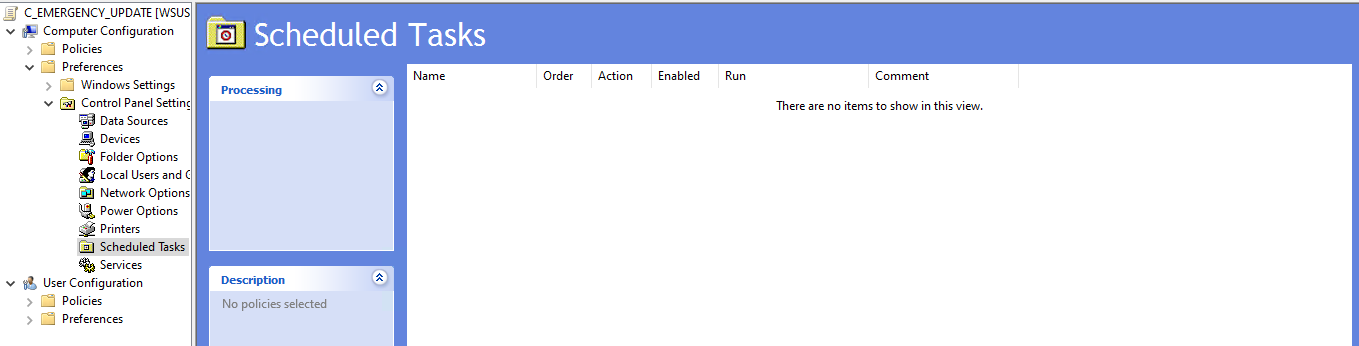 C_EMERGENCY_UPDATE [WSUS
Computer Configuration
Policies
Preferences
Windows Settings
Control Panel Setting
Data Sources
Devices
Folder Options
Local Users and G
Network Options
Power Options
Printers
Scheduled Tasks
Services
User Configuration
Policies
Preferences
Scheduled Tasks
Processing
Description
No policies selected
Name Order Action Enabled Run Comment
There are no items to show in this view.